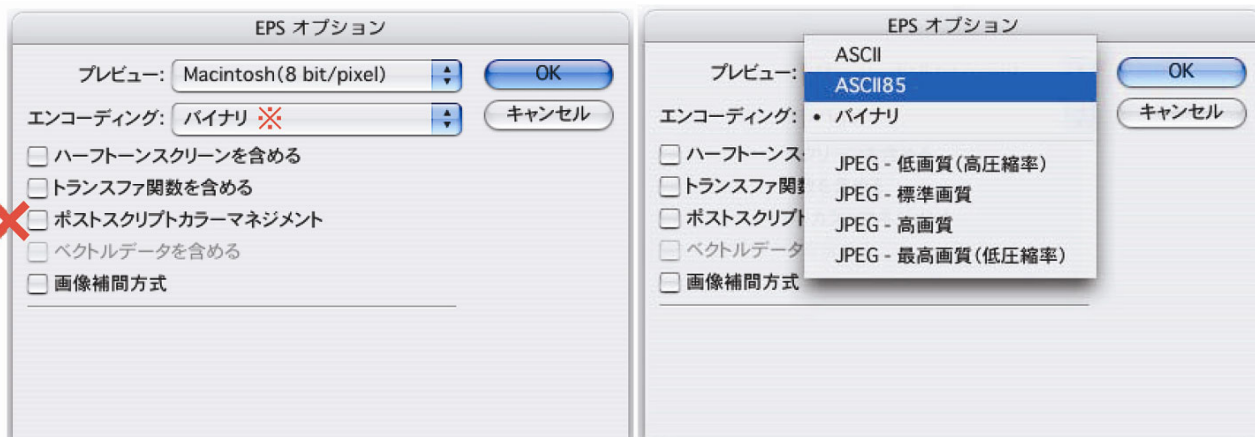 EPS オプション
プレビュー: Macintosh(8 bit/pixel) OK
エンコーディング: バイナリ ※ キャンセル
ハーフトーンスクリーンを含める
トランスファ関数を含める
ポストスクリプトカラーマネジメント
ベクトルデータを含める
画像補間方式
EPS オプション
プレビュー: ASCII OK
ASCII85
エンコーディング: • バイナリ キャンセル
ハーフトーンス
JPEG - 低画質(高圧縮率)
トランスファ関数
JPEG - 標準画質
ポストスクリプト
JPEG - 高画質
ベクトルデータ
JPEG - 最高画質(低圧縮率)
画像補間方式